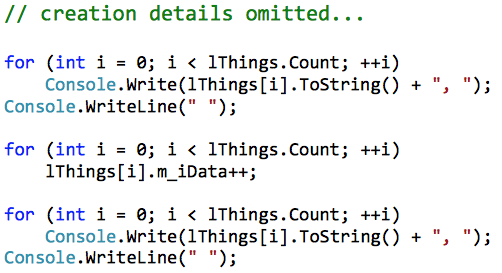 // creation details omitted...
for (int i = 0; i < lThings.Count; ++i)
Console.Write(lThings[i].ToString() + ", ");
Console.WriteLine(" ");
for (int i = 0; i < lThings.Count; ++i)
lThings[i].m_iData++;
for (int i = 0; i < lThings.Count; ++i)
Console.Write(lThings[i].ToString() + ", ");
Console.WriteLine(" ");